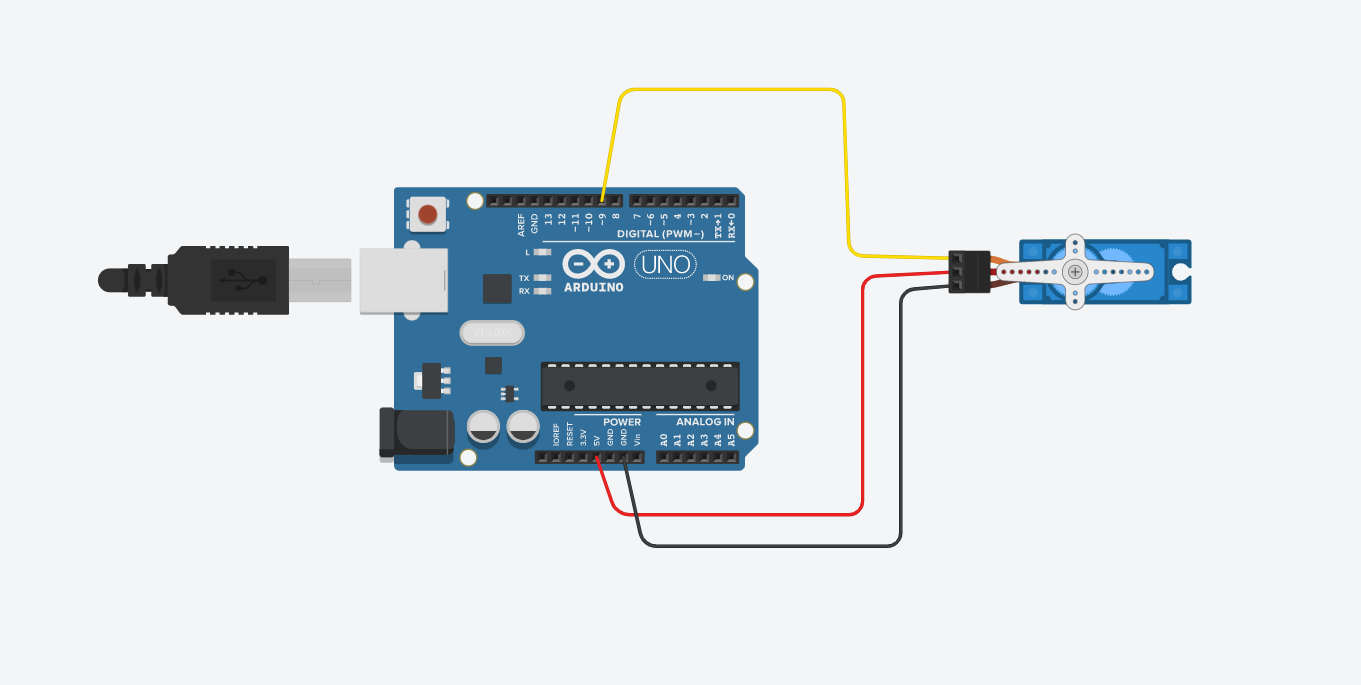 AREF
GND
13
12
~11
~10
~9
8
7
~6
~5
4
~3
2
TX→1
RX←0
DIGITAL (PWM~)
L
TX
RX
ARDUINO
UNO
ON
POWER
ANALOG IN
IOREF
RESET
3.3V
5V
GND
GND
Vin
A0
A1
A2
A3
A4
A5